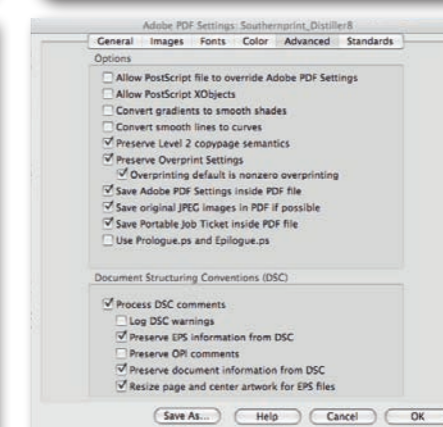 Adobe PDF Settings: Southernprint_Distiller8
General Images Fonts Color Advanced Standards
Options
Allow PostScript file to override Adobe PDF Settings
Allow PostScript XObjects
Convert gradients to smooth shades
Convert smooth lines to curves
Preserve Level 2 copypage semantics
Preserve Overprint Settings
Overprinting default is nonzero overprinting
Save Adobe PDF Settings inside PDF file
Save original JPEG images in PDF if possible
Save Portable Job Ticket inside PDF file
Use Prologue.ps and Epilogue.ps
Document Structuring Conventions (DSC)
Process DSC comments
Log DSC warnings
Preserve EPS information from DSC
Preserve OPI comments
Preserve document information from DSC
Resize page and center artwork for EPS files
Save As... Help Cancel OK